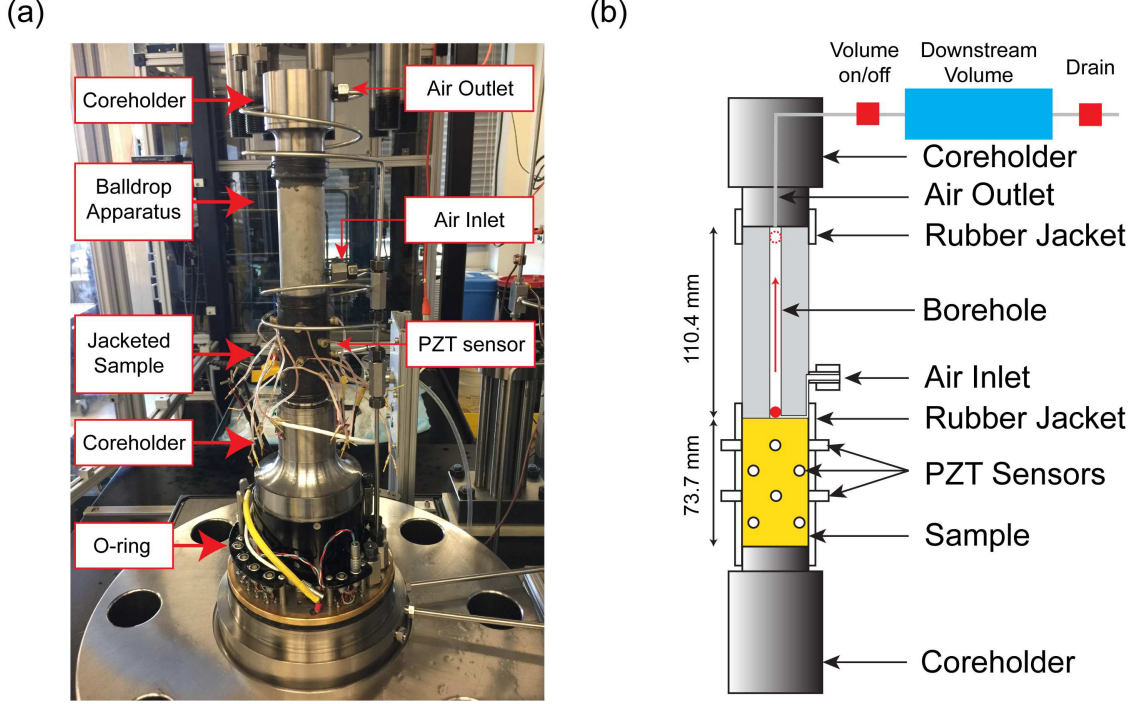 (a)
Coreholder
Air Outlet
Balldrop
Apparatus
Air Inlet
Jacketed
Sample
PZT sensor
Coreholder
O-ring
(b)
Volume
on/off
Downstream
Volume
Drain
Coreholder
Air Outlet
Rubber Jacket
110.4 mm
Borehole
Air Inlet
Rubber Jacket
73.7 mm
PZT Sensors
Sample
Coreholder